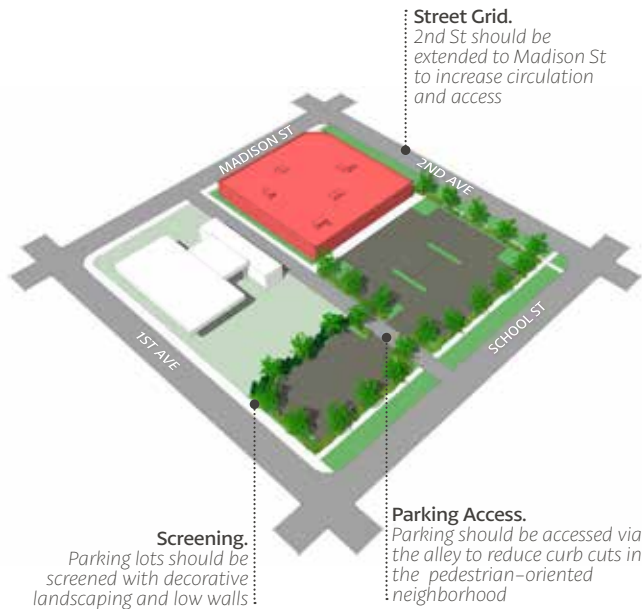 Street Grid.
2nd St should be
extended to Madison St
to increase circulation
and access
MADISON ST
2ND AVE
1ST AVE
SCHOOL ST
Screening.
Parking lots should be
screened with decorative
landscaping and low walls
Parking Access.
Parking should be accessed via
the alley to reduce curb cuts in
the pedestrian-oriented
neighborhood